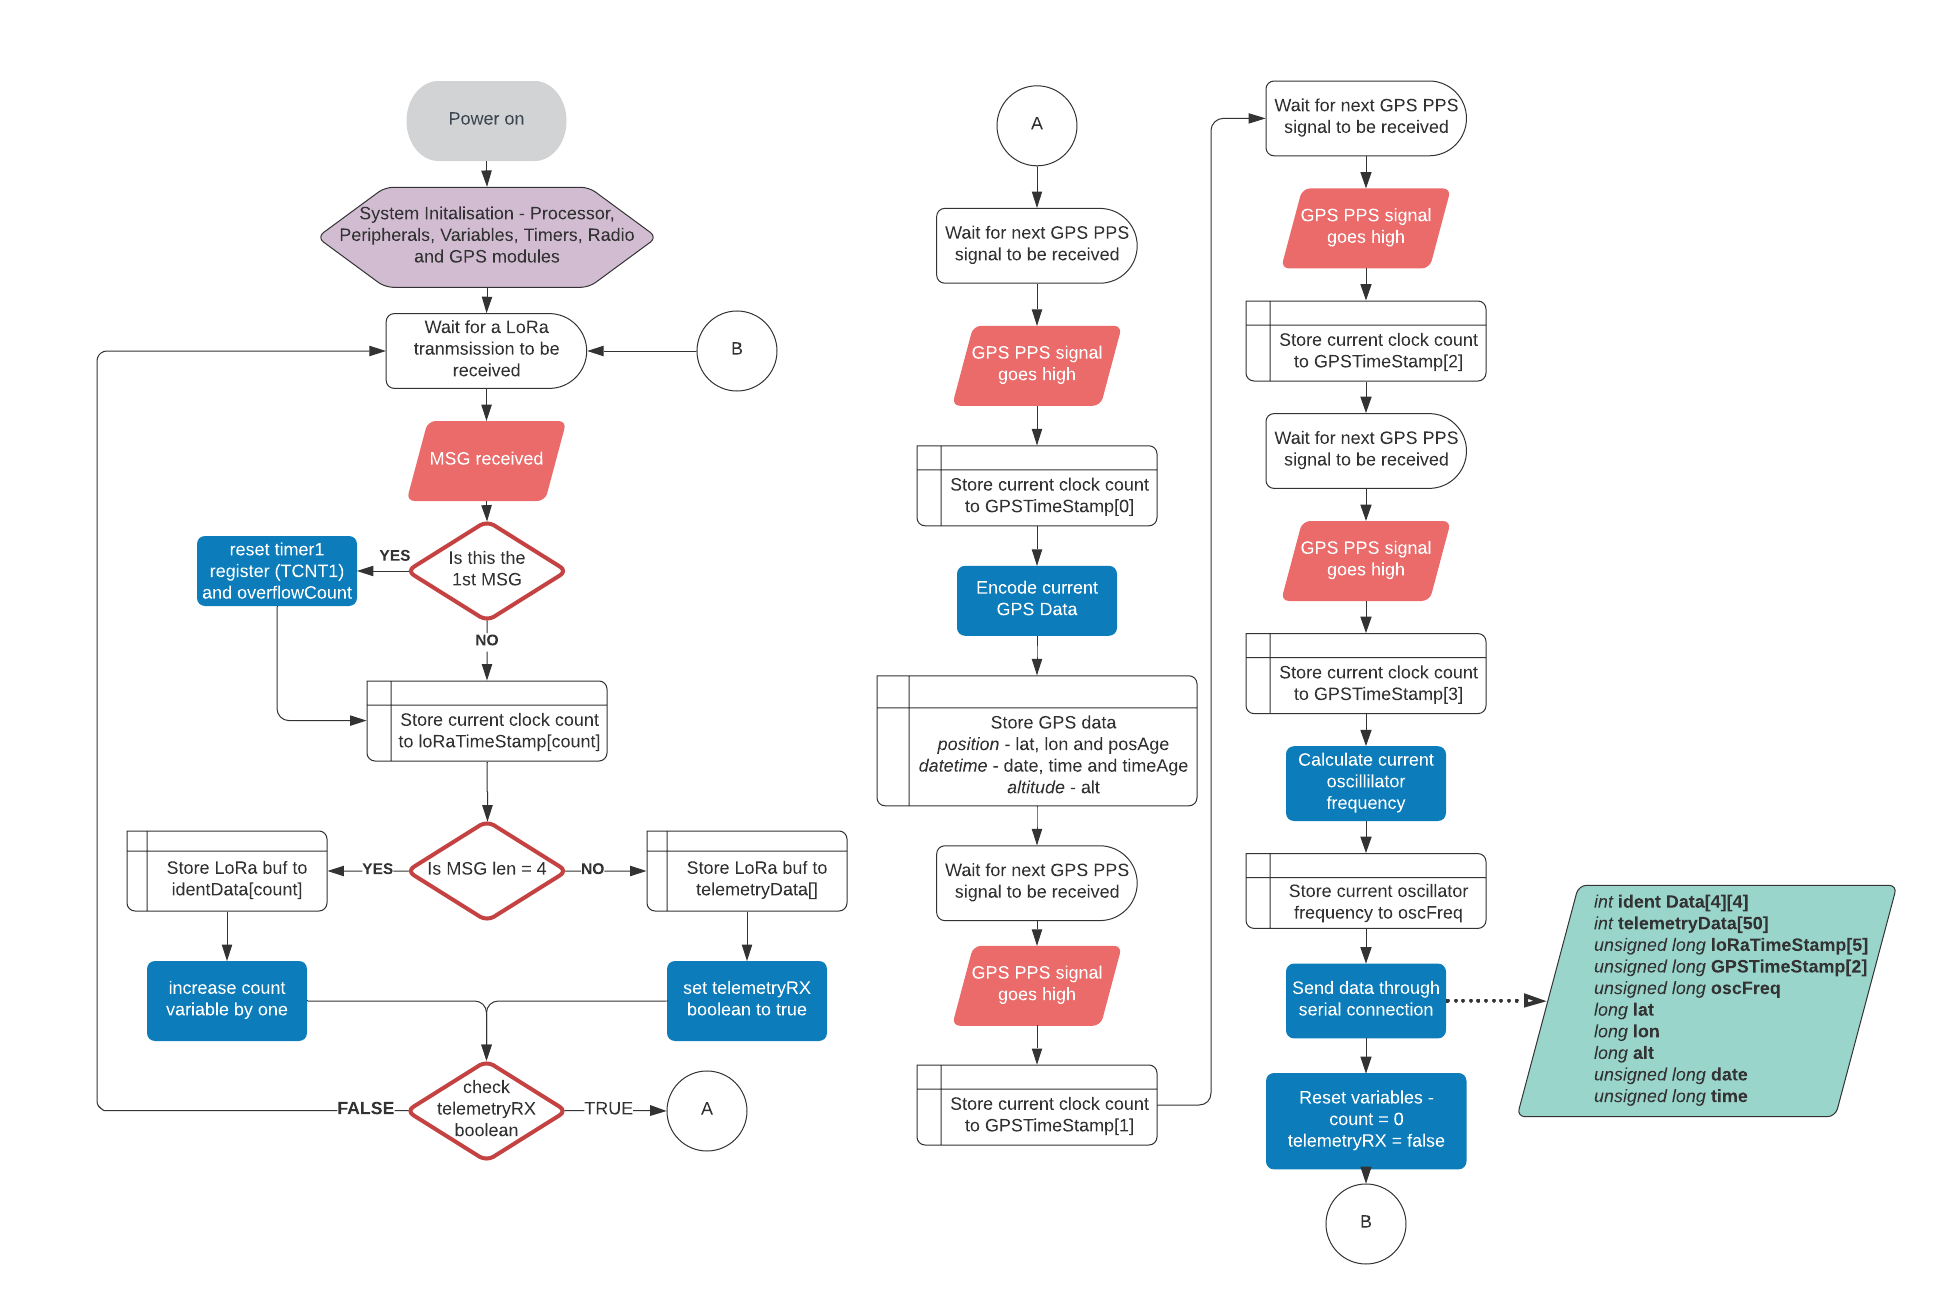 Power on
System Initalisation - Processor,
Peripherals, Variables, Timers, Radio
and GPS modules
Wait for a LoRa
tranmsission to be
received
B
MSG received
Is this the
1st MSG
YES
reset timer1
register (TCNT1)
and overflowCount
NO
Store current clock count
to loRaTimeStamp[count]
Is MSG len = 4
YES
NO
Store LoRa buf to
identData[count]
Store LoRa buf to
telemetryData[]
increase count
variable by one
set telemetryRX
boolean to true
check
telemetryRX
boolean
FALSE
TRUE
A
A
Wait for next GPS PPS
signal to be received
GPS PPS signal
goes high
Store current clock count
to GPSTimeStamp[0]
Encode current
GPS Data
Store GPS data
position - lat, lon and posAge
datetime - date, time and timeAge
altitude - alt
Wait for next GPS PPS
signal to be received
GPS PPS signal
goes high
Store current clock count
to GPSTimeStamp[1]
Wait for next GPS PPS
signal to be received
GPS PPS signal
goes high
Store current clock count
to GPSTimeStamp[2]
Wait for next GPS PPS
signal to be received
GPS PPS signal
goes high
Store current clock count
to GPSTimeStamp[3]
Calculate current
oscillilator
frequency
Store current oscillator
frequency to oscFreq
Send data through
serial connection
Reset variables -
count = 0
telemetryRX = false
B
int ident Data[4][4]
int telemetryData[50]
unsigned long loRaTimeStamp[5]
unsigned long GPSTimeStamp[2]
unsigned long oscFreq
long lat
long lon
long alt
unsigned long date
unsigned long time